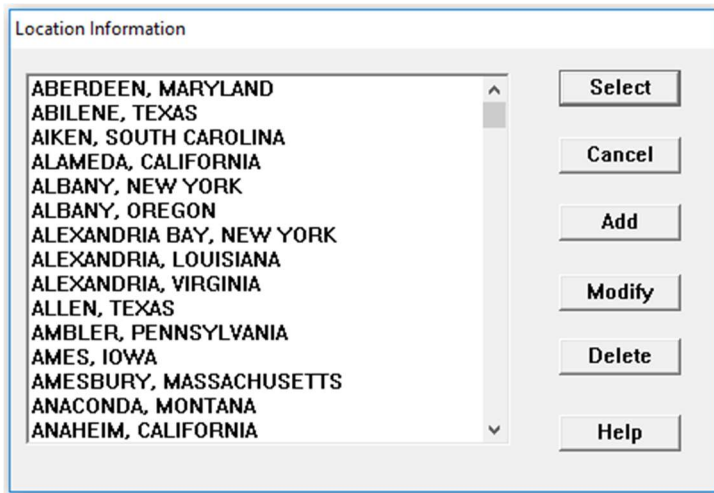 Location Information
ABERDEEN, MARYLAND
ABILENE, TEXAS
AIKEN, SOUTH CAROLINA
ALAMEDA, CALIFORNIA
ALBANY, NEW YORK
ALBANY, OREGON
ALEXANDRIA BAY, NEW YORK
ALEXANDRIA, LOUISIANA
ALEXANDRIA, VIRGINIA
ALLEN, TEXAS
AMBLER, PENNSYLVANIA
AMES, IOWA
AMESBURY, MASSACHUSETTS
ANACONDA, MONTANA
ANAHEIM, CALIFORNIA
Select
Cancel
Add
Modify
Delete
Help